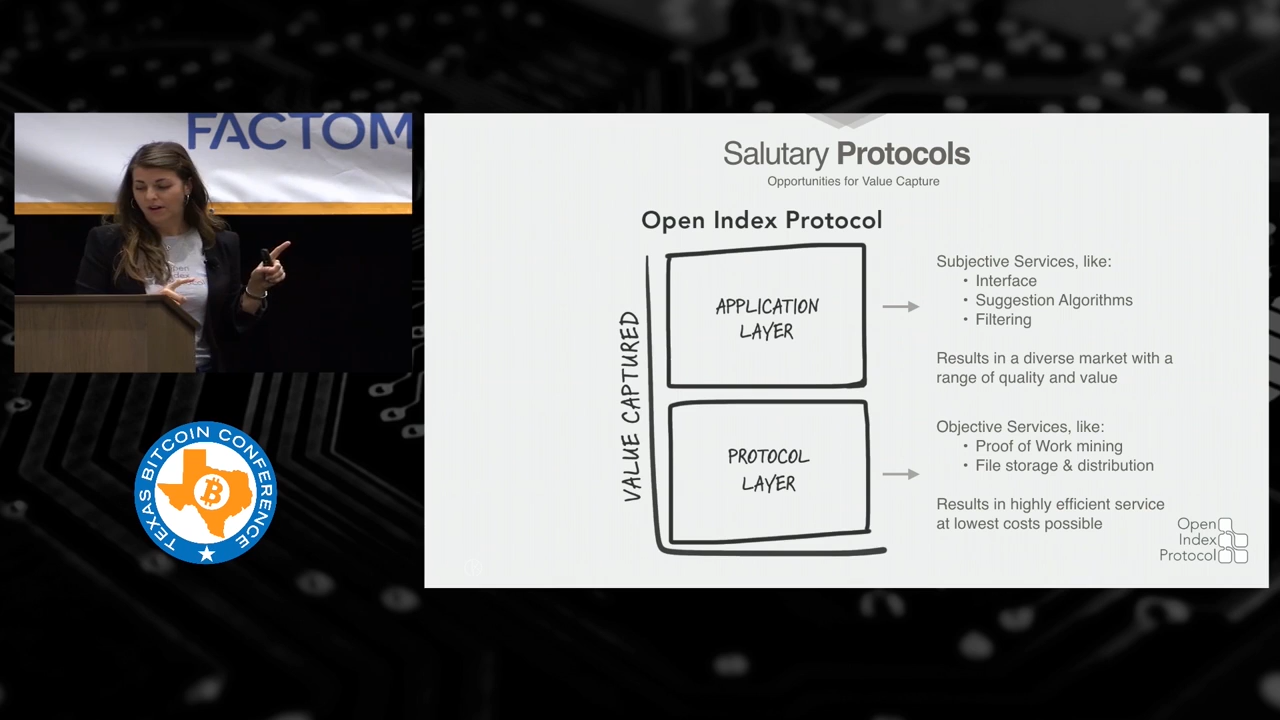 FACTOM
Open
Index
TEXAS BITCOIN CONFERENCE
Salutary Protocols
Opportunities for Value Capture
Open Index Protocol
VALUE CAPTURED
APPLICATION
LAYER
Subjective Services, like:
• Interface
• Suggestion Algorithms
• Filtering
Results in a diverse market with a
range of quality and value
PROTOCOL
LAYER
Objective Services, like:
• Proof of Work mining
• File storage & distribution
Results in highly efficient service
at lowest costs possible
Open
Index
Protocol